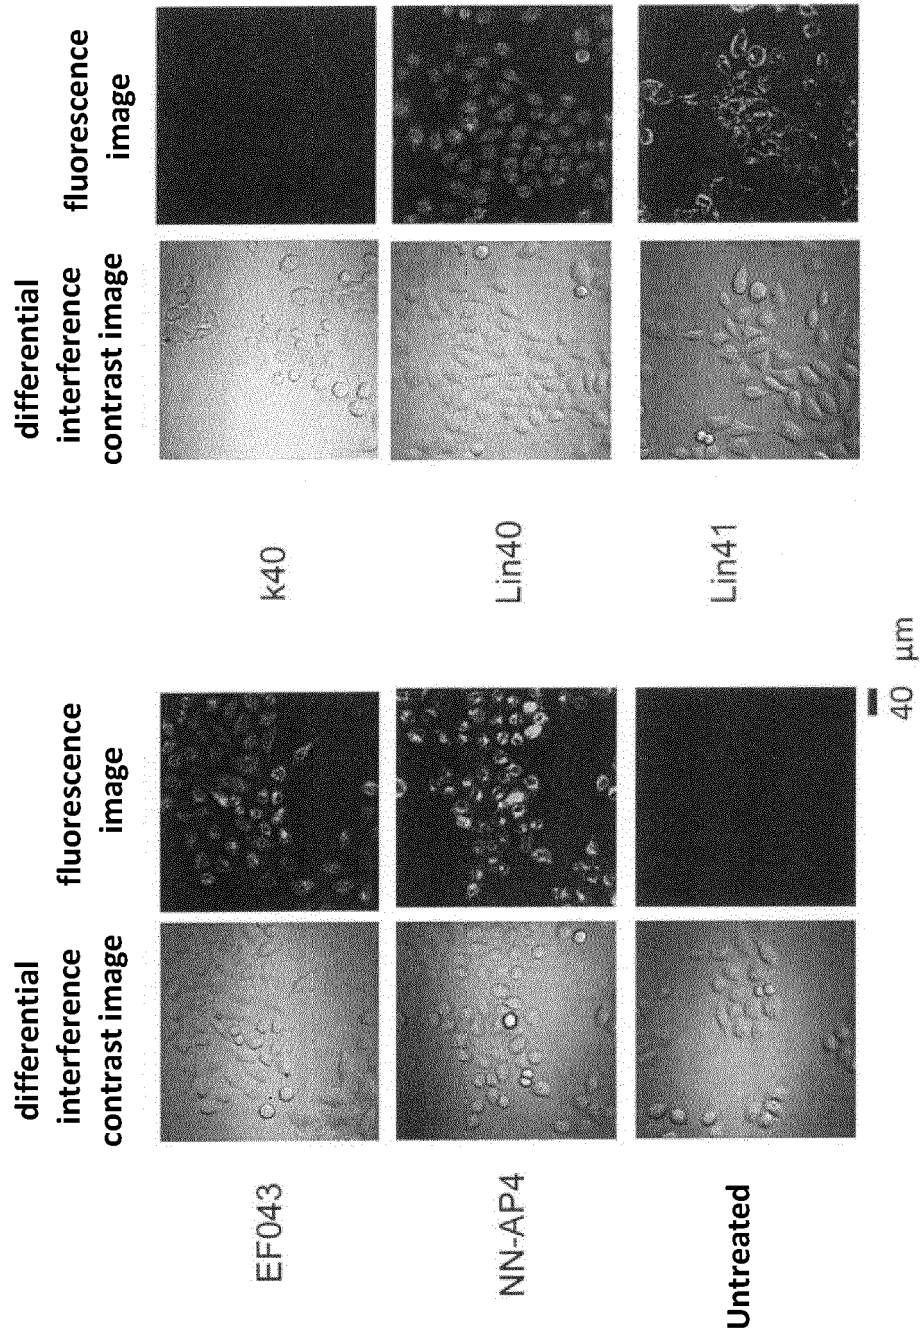 differential
interference
contrast image
fluorescence
image
EF043
NN-AP4
Untreated
40 μm
differential
interference
contrast image
fluorescence
image
k40
Lin40
Lin41